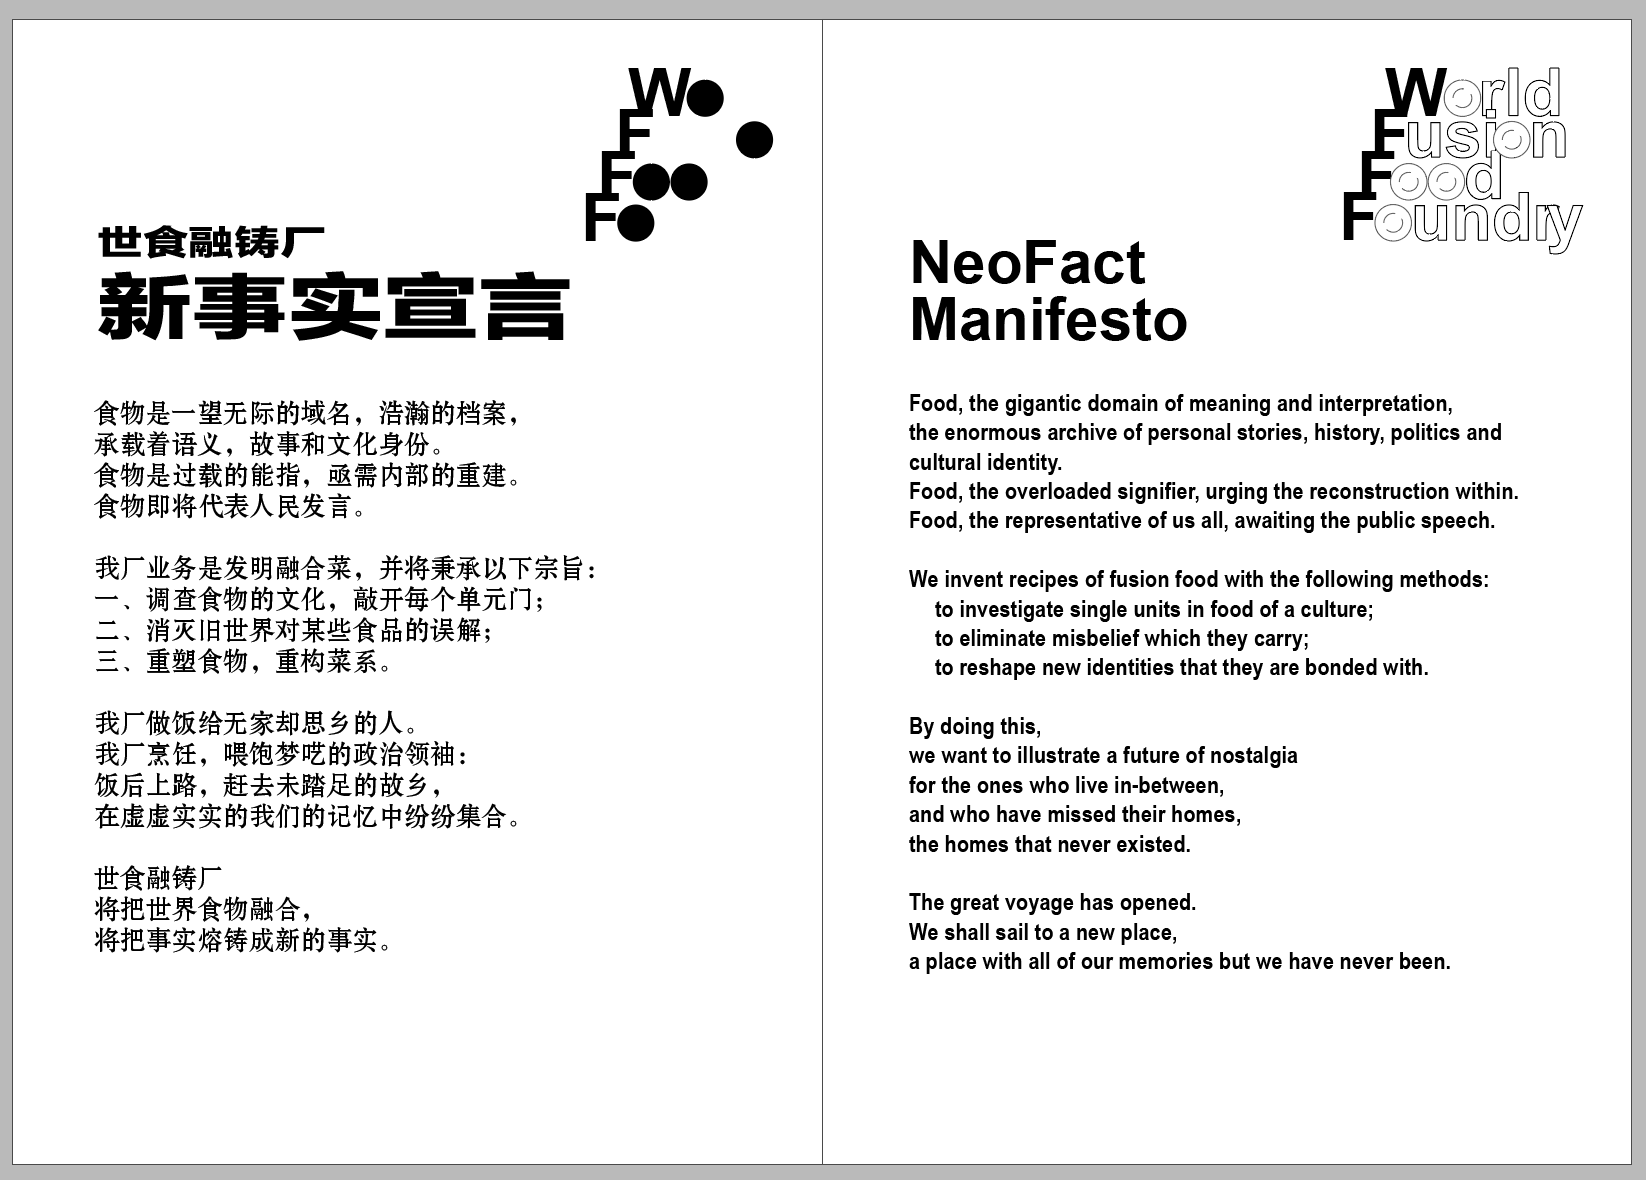 Wo
F o
Foo
Fo
世食融铸厂
新事实宣言
食物是一望无际的域名，浩瀚的档案，
承载着语义，故事和文化身份。
食物是过载的能指，亟需内部的重建。
食物即将代表人民发言。
我厂业务是发明融合菜，并将秉承以下宗旨：
一、调查食物的文化，敲开每个单元门；
二、消灭旧世界对某些食品的误解；
三、重塑食物，重构菜系。
我厂做饭给无家却思乡的人。
我厂烹饪，喂饱梦呓的政治领袖：
饭后上路，赶去未踏足的故乡，
在虚虚实实的我们的记忆中纷纷集合。
世食融铸厂
将把世界食物融合，
将把事实熔铸成新的事实。
World
Fusion
Food
Foundry
NeoFact
Manifesto
Food, the gigantic domain of meaning and interpretation,
the enormous archive of personal stories, history, politics and
cultural identity.
Food, the overloaded signifier, urging the reconstruction within.
Food, the representative of us all, awaiting the public speech.
We invent recipes of fusion food with the following methods:
to investigate single units in food of a culture;
to eliminate misbelief which they carry;
to reshape new identities that they are bonded with.
By doing this,
we want to illustrate a future of nostalgia
for the ones who live in-between,
and who have missed their homes,
the homes that never existed.
The great voyage has opened.
We shall sail to a new place,
a place with all of our memories but we have never been.